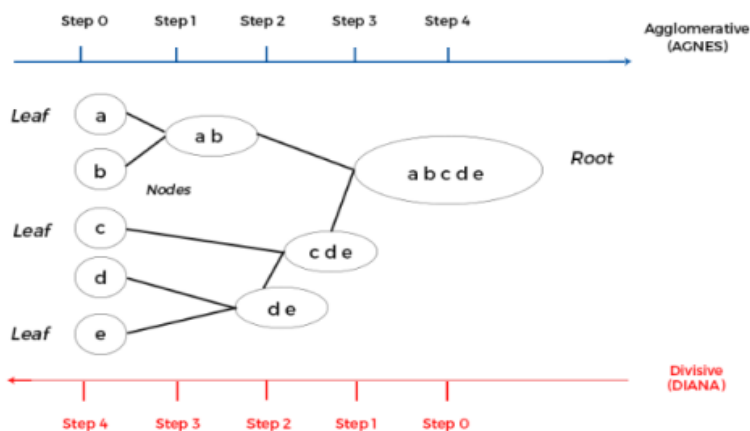 Step 0 Step 1 Step 2 Step 3 Step 4
Agglomerative
(AGNES)
Leaf a
a b
b
a b c d e
Root
Nodes
Leaf c
c d e
d
d e
Leaf e
Divisive
(DIANA)
Step 4 Step 3 Step 2 Step 1 Step 0